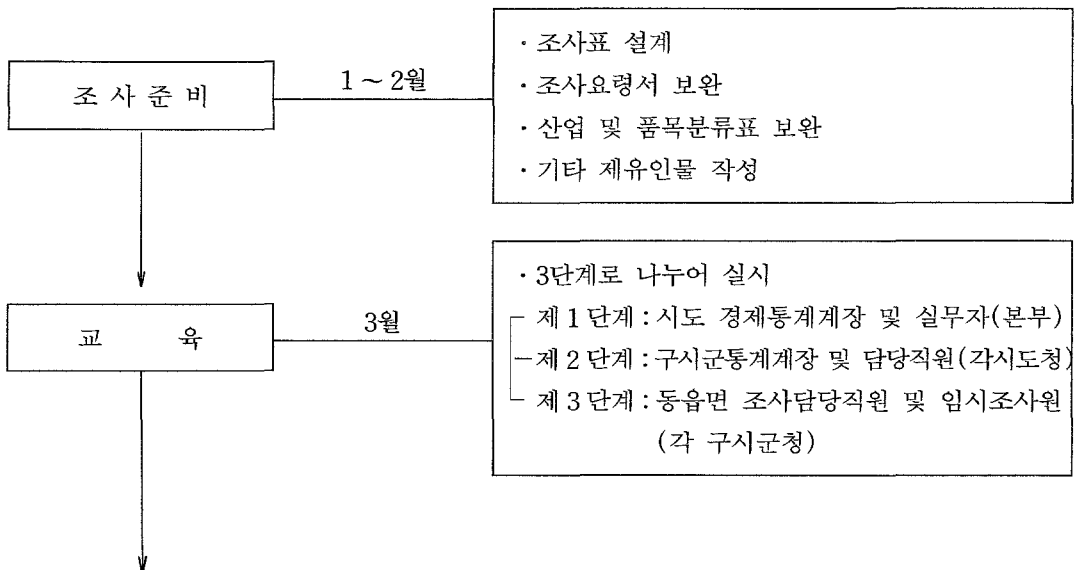 조 사 준 비
1 ~ 2월
· 조사표 설계
· 조사요령서 보완
· 산업 및 품목분류표 보완
· 기타 제유인물 작성
교 육
3월
· 3단계로 나누어 실시
제 1 단계 : 시도 경제통계계장 및 실무자(본부)
제 2 단계 : 구시군통계계장 및 담당직원(각시도청)
제 3 단계 : 동읍면 조사담당직원 및 임시조사원
(각 구시군청)